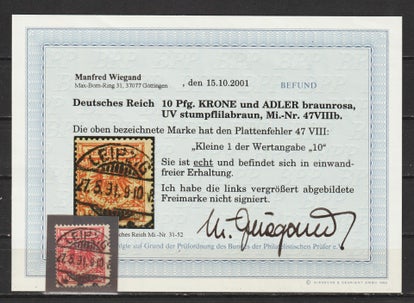 Manfred Wiegand
Max-Born-Ring 31, 37077 Göttingen
, den 15.10.2001
BEFUND
Deutsches Reich 10 Pfg. KRONE und ADLER braunrosa,
UV stumpflilabraun, Mi.-Nr. 47VIIIb.
Die oben bezeichnete Marke hat den Plattenfehler 47 VIII:
„Kleine 1 der Wertangabe „10“
Sie ist echt und befindet sich in einwand-
freier Erhaltung.
Ich habe die links vergrößert abgebildete
Freimarke nicht signiert.
LEIPZIG
Reich Mi.-Nr. 31-52
auf Grund der Prüfordnung des Bundes der Philatelistischen Prüfer e.V.